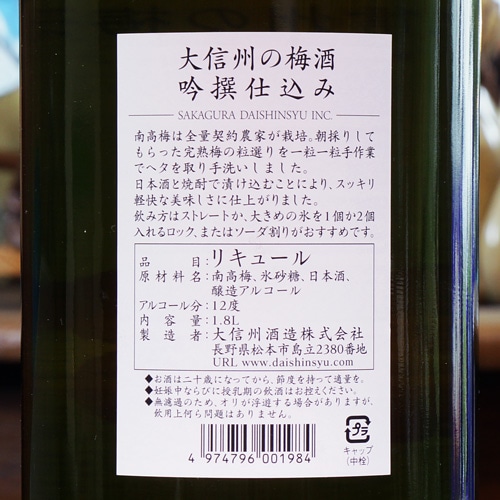 大信州の梅酒
吟撰仕込み
SAKAGURA DAISHINSYU INC.
南高梅は全量契約農家が栽培。朝採りして
もらった完熟梅の粒選りを一粒一粒手作業
でヘタを取り手洗いしました。
日本酒と焼酎で漬け込むことにより、スッキリ
軽快な美味しさに仕上がりました。
飲み方はストレートか、大きめの氷を1個か2個
入れるロック、またはソーダ割りがおすすめです。
品目：リキュール
原材料名：南高梅、氷砂糖、日本酒、
醸造アルコール
アルコール分：12度
内容量：1.8L
製造者：大信州酒造株式会社
長野県松本市島立2380番地
URL www.daishinsyu.com
◆お酒は二十歳になってから、節度を持って適量を。
◆妊娠中ならびに授乳期の飲酒はお控えください。
◆無濾過のため、オリが浮遊する場合がありますが、
飲用上何ら問題はありません。
4 974796 001984
プラ
キャップ
(中栓)